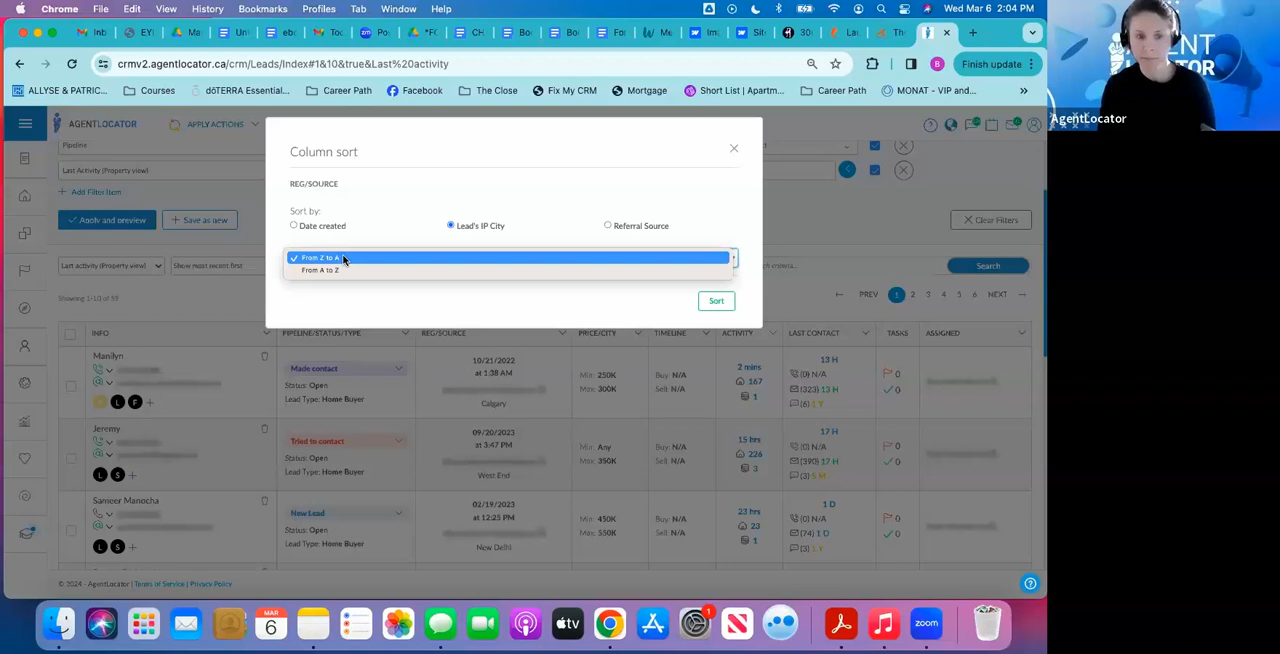 Chrome File Edit View History Bookmarks Profiles Tab Window Help
Wed Mar 6 2:04 PM
crmv2.agentlocator.ca/crm/Leads/Index#1&10&true&Last%20activity
Finish update
ALLYSE & PATRIC... Courses dōTERRA Essential... Career Path Facebook The Close Fix My CRM Mortgage Short List | Apartm... Career Path MONAT - VIP and...
AGENTLOCATOR APPLY ACTIONS
Pipeline
Last Activity (Property view)
Add Filter Item
Apply and preview Save as new Clear Filters
Column sort
REG/SOURCE
Sort by:
Date created Lead's IP City Referral Source
From Z to A
From A to Z
Sort
Last activity (Property view) Show most recent first criteria. Search
PREV 1 2 3 4 5 6 NEXT
INFO PIPELINE/STATUS/TYPE REG/SOURCE PRICE/CITY TIMELINE ACTIVITY LAST CONTACT TASKS ASSIGNED
Manilyn
L F
Made contact
Status: Open
Lead Type: Home Buyer
10/21/2022
at 1:38 AM
Calgary
Min: 250K
Max: 300K
Buy: N/A
Sell: N/A
2 mins
167
1
13 H
(0) N/A
(323) 13 H
(6) 1 Y
0
0
Jeremy
L S
Tried to contact
Status: Open
Lead Type: Home Buyer
09/20/2023
at 3:47 PM
West End
Min: Any
Max: 350K
Buy: N/A
Sell: N/A
15 hrs
226
3
17 H
(0) N/A
(390) 17 H
(3) 5 M
0
0
Sameer Manocha
L S
New Lead
Status: Open
Lead Type: Home Buyer
02/19/2023
at 12:25 PM
New Delhi
Min: 450K
Max: 550K
Buy: N/A
Sell: N/A
23 hrs
23
1
1 D
(0) N/A
(74) 1 D
(3) 1 Y
0
0
© 2024 - AgentLocator | Terms of Service | Privacy Policy
MAR
6
tv
1
zoom
AGENT
LOCATOR
AgentLocator